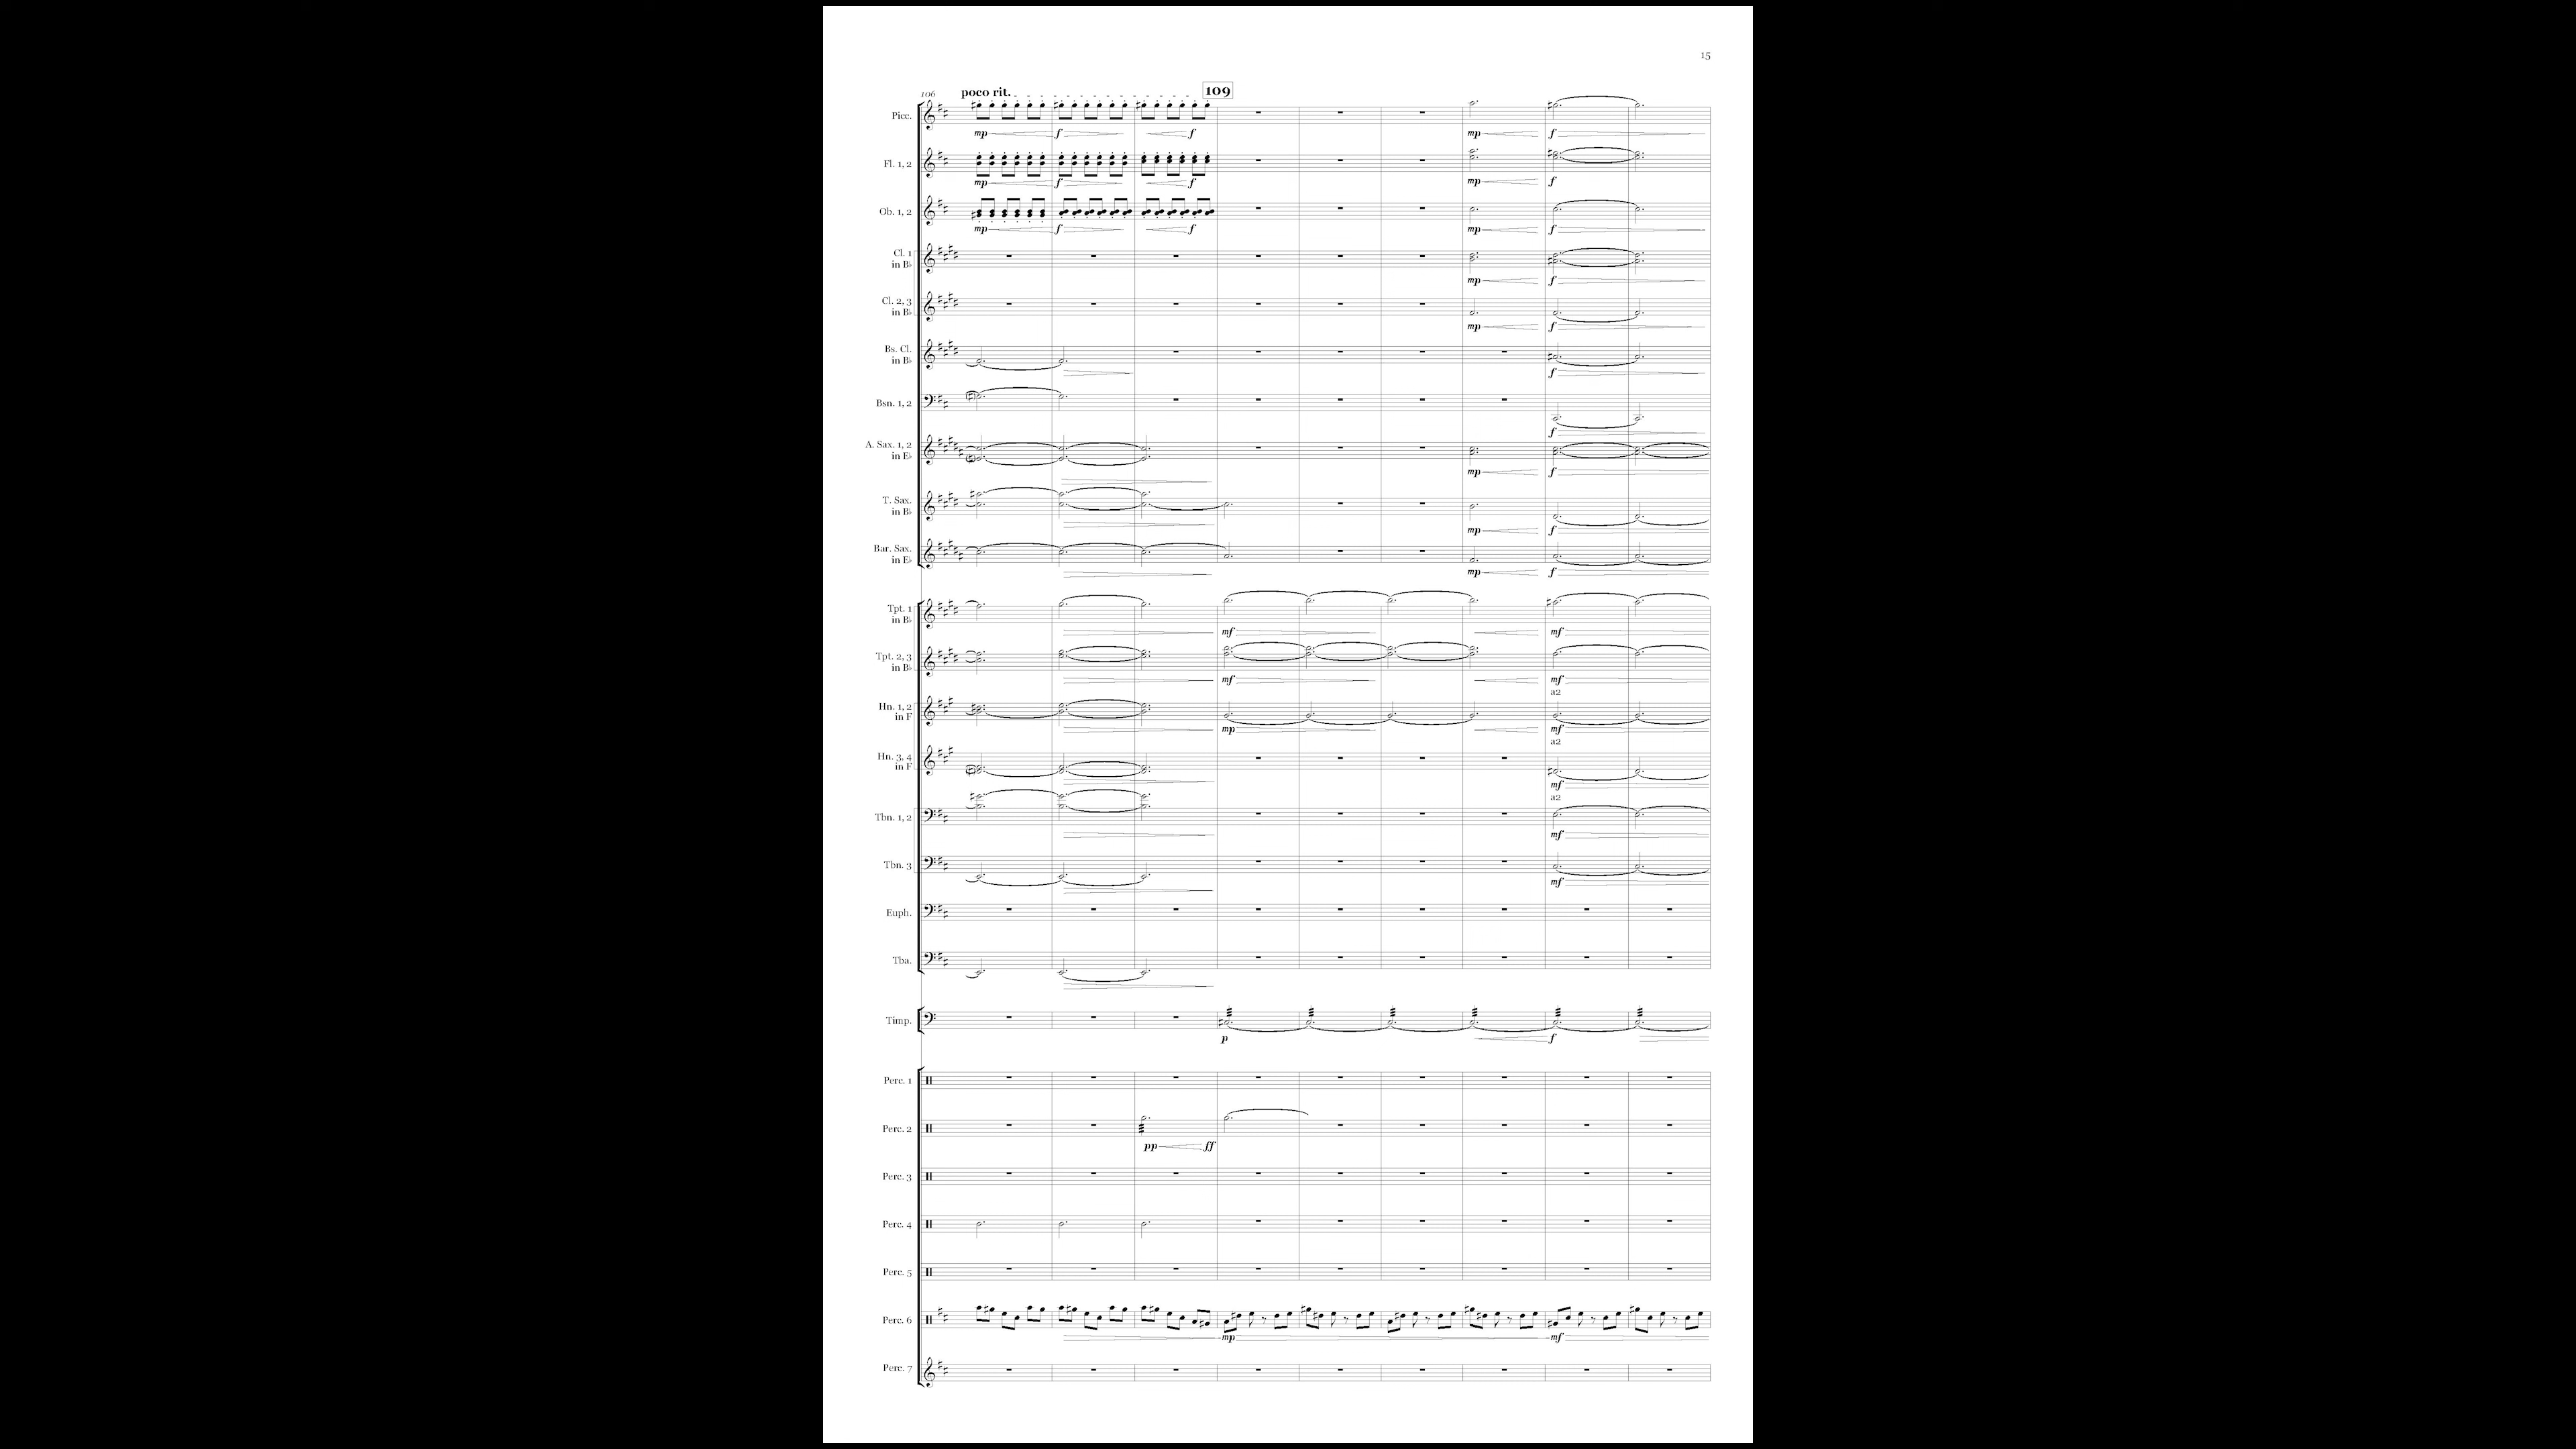 15
106 poco rit. 109
Picc.
mp f f mp f
Fl. 1, 2
mp f f mp f
Ob. 1, 2
mp f f mp f
Cl. 1
in B♭
mp f
Cl. 2, 3
in B♭
mp f
Bs. Cl.
in B♭
f
Bsn. 1, 2
f
A. Sax. 1, 2
in E♭
mp f
T. Sax.
in B♭
mp f
Bar. Sax.
in E♭
mp f
Tpt. 1
in B♭
mf mf
Tpt. 2, 3
in B♭
mf mf
a2
Hn. 1, 2
in F
mp mf
a2
Hn. 3, 4
in F
mf
a2
Tbn. 1, 2
mf
Tbn. 3
mf
Euph.
Tba.
Timp.
p f
Perc. 1
Perc. 2
pp ff
Perc. 3
Perc. 4
Perc. 5
Perc. 6
mp mf
Perc. 7